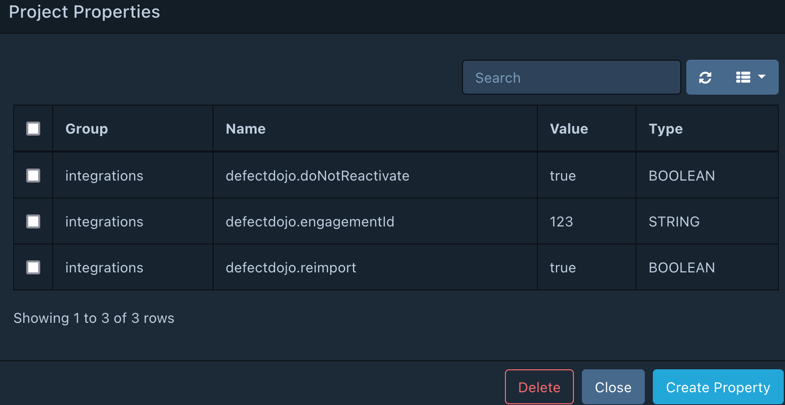 Project Properties
Search
Group Name Value Type
integrations defectdojo.doNotReactivate true BOOLEAN
integrations defectdojo.engagementId 123 STRING
integrations defectdojo.reimport true BOOLEAN
Showing 1 to 3 of 3 rows
Delete Close Create Property